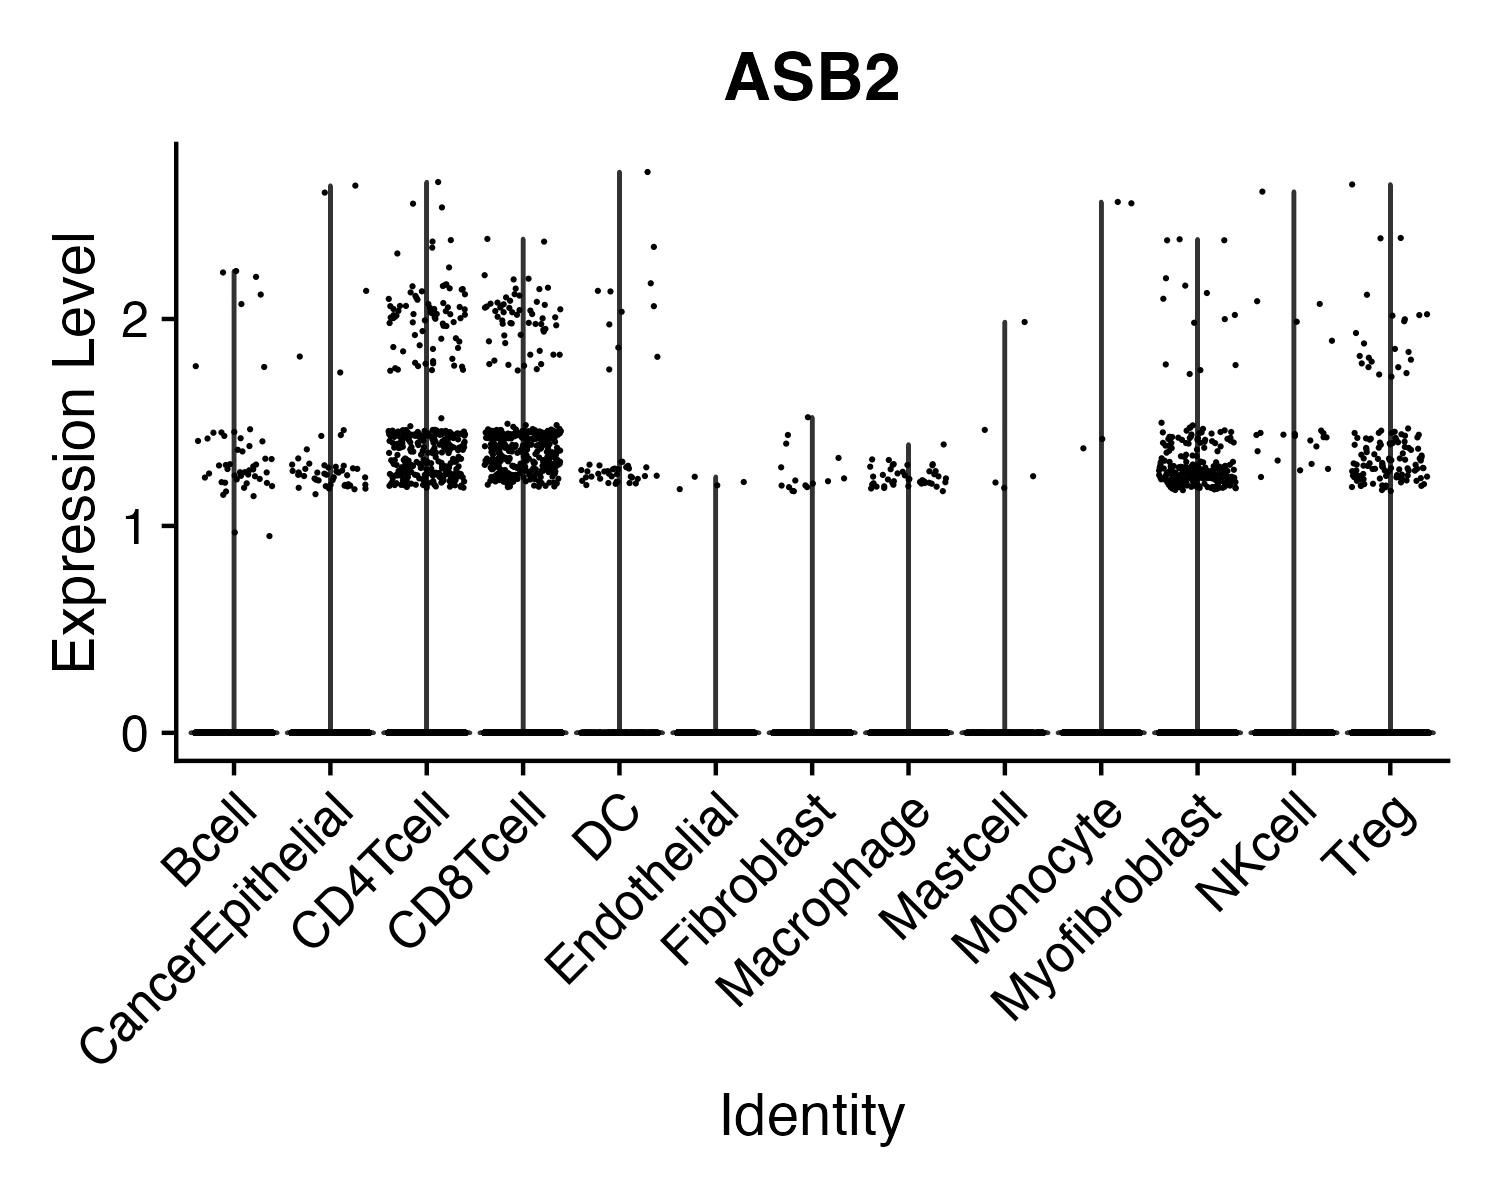 ASB2
Expression Level
2
1
0
Bcell
CancerEpithelial
CD4Tcell
CD8Tcell
DC
Endothelial
Fibroblast
Macrophage
Mastcell
Monocyte
Myofibroblast
NKcell
Treg
Identity